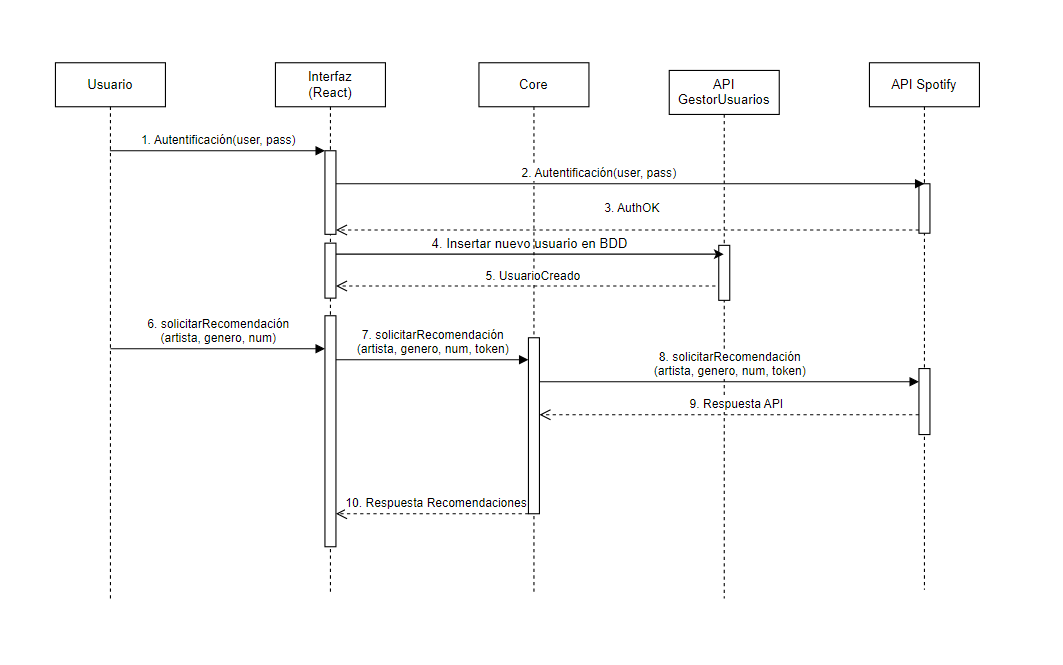 Usuario
Interfaz
(React)
Core
API
GestorUsuarios
API Spotify
1. Autentificación(user, pass)
2. Autentificación(user, pass)
3. AuthOK
4. Insertar nuevo usuario en BDD
5. UsuarioCreado
6. solicitarRecomendación
(artista, genero, num)
7. solicitarRecomendación
(artista, genero, num, token)
8. solicitarRecomendación
(artista, genero, num, token)
9. Respuesta API
10. Respuesta Recomendaciones